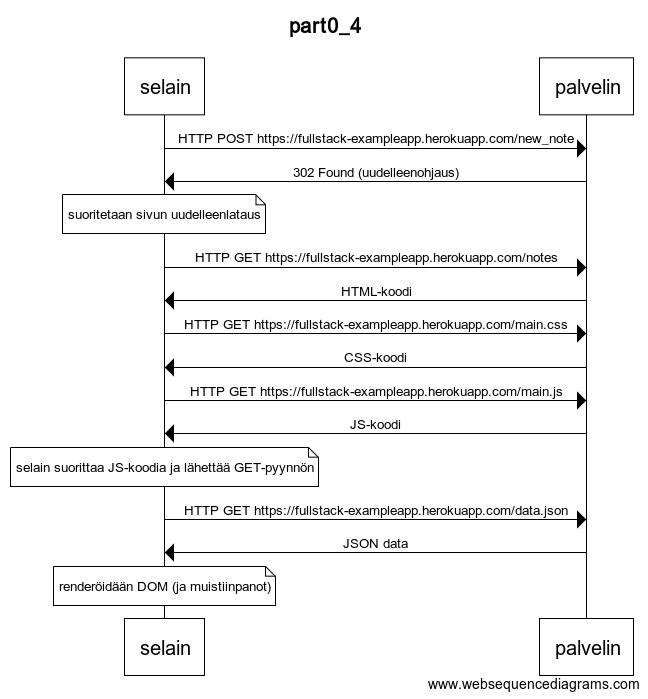 part0_4
selain palvelin
HTTP POST https://fullstack-exampleapp.herokuapp.com/new_note
302 Found (uudelleenohjaus)
suoritetaan sivun uudelleenlataus
HTTP GET https://fullstack-exampleapp.herokuapp.com/notes
HTML-koodi
HTTP GET https://fullstack-exampleapp.herokuapp.com/main.css
CSS-koodi
HTTP GET https://fullstack-exampleapp.herokuapp.com/main.js
JS-koodi
selain suorittaa JS-koodia ja lähettää GET-pyynnön
HTTP GET https://fullstack-exampleapp.herokuapp.com/data.json
JSON data
renderöidään DOM (ja muistiinpanot)
selain palvelin
www.websequencediagrams.com